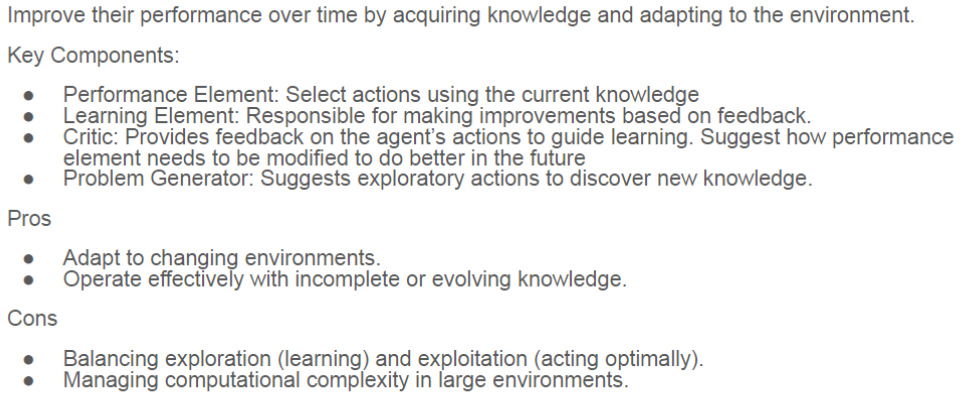 Improve their performance over time by acquiring knowledge and adapting to the environment.
Key Components:
● Performance Element: Select actions using the current knowledge
● Learning Element: Responsible for making improvements based on feedback.
● Critic: Provides feedback on the agent's actions to guide learning. Suggest how performance
element needs to be modified to do better in the future
● Problem Generator: Suggests exploratory actions to discover new knowledge.
Pros
● Adapt to changing environments.
● Operate effectively with incomplete or evolving knowledge.
Cons
● Balancing exploration (learning) and exploitation (acting optimally).
● Managing computational complexity in large environments.